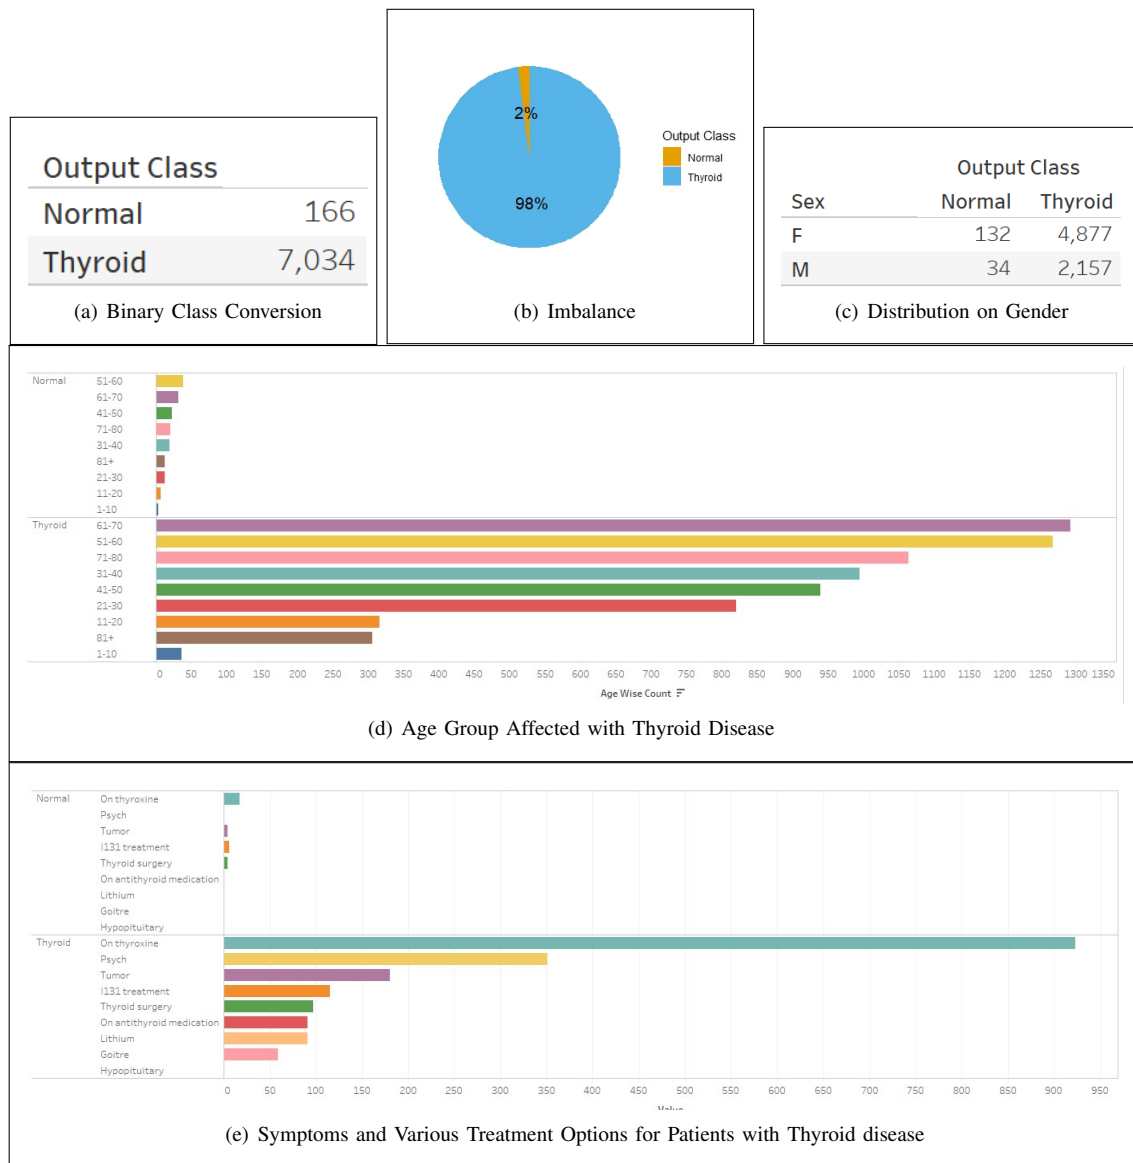 Output Class
Normal 166
Thyroid 7,034
(a) Binary Class Conversion
2%
98%
Output Class
Normal
Thyroid
(b) Imbalance
Output Class
Sex Normal Thyroid
F 132 4,877
M 34 2,157
(c) Distribution on Gender
Normal 51-60
61-70
41-50
71-80
31-40
81+
21-30
11-20
1-10
Thyroid 61-70
51-60
71-80
31-40
41-50
21-30
11-20
81+
1-10
0 50 100 150 200 250 300 350 400 450 500 550 600 650 700 750 800 850 900 950 1000 1050 1100 1150 1200 1250 1300 1350
Age Wise Count
(d) Age Group Affected with Thyroid Disease
Normal On thyroxine
Psych
Tumor
I131 treatment
Thyroid surgery
On antithyroid medication
Lithium
Goitre
Hypopituitary
Thyroid On thyroxine
Psych
Tumor
I131 treatment
Thyroid surgery
On antithyroid medication
Lithium
Goitre
Hypopituitary
0 50 100 150 200 250 300 350 400 450 500 550 600 650 700 750 800 850 900 950
Value
(e) Symptoms and Various Treatment Options for Patients with Thyroid disease